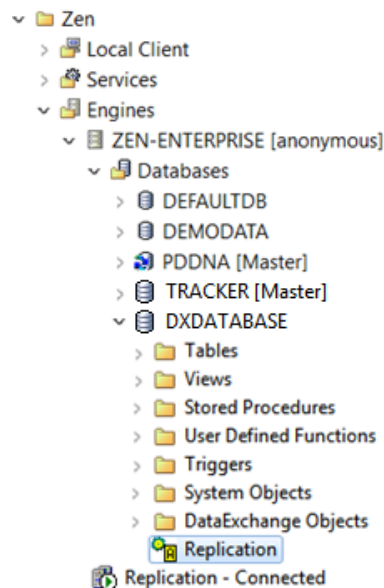 Zen
Local Client
Services
Engines
ZEN-ENTERPRISE [anonymous]
Databases
DEFAULTDB
DEMODATA
PDDNA [Master]
TRACKER [Master]
DXDATABASE
Tables
Views
Stored Procedures
User Defined Functions
Triggers
System Objects
DataExchange Objects
Replication
Replication - Connected